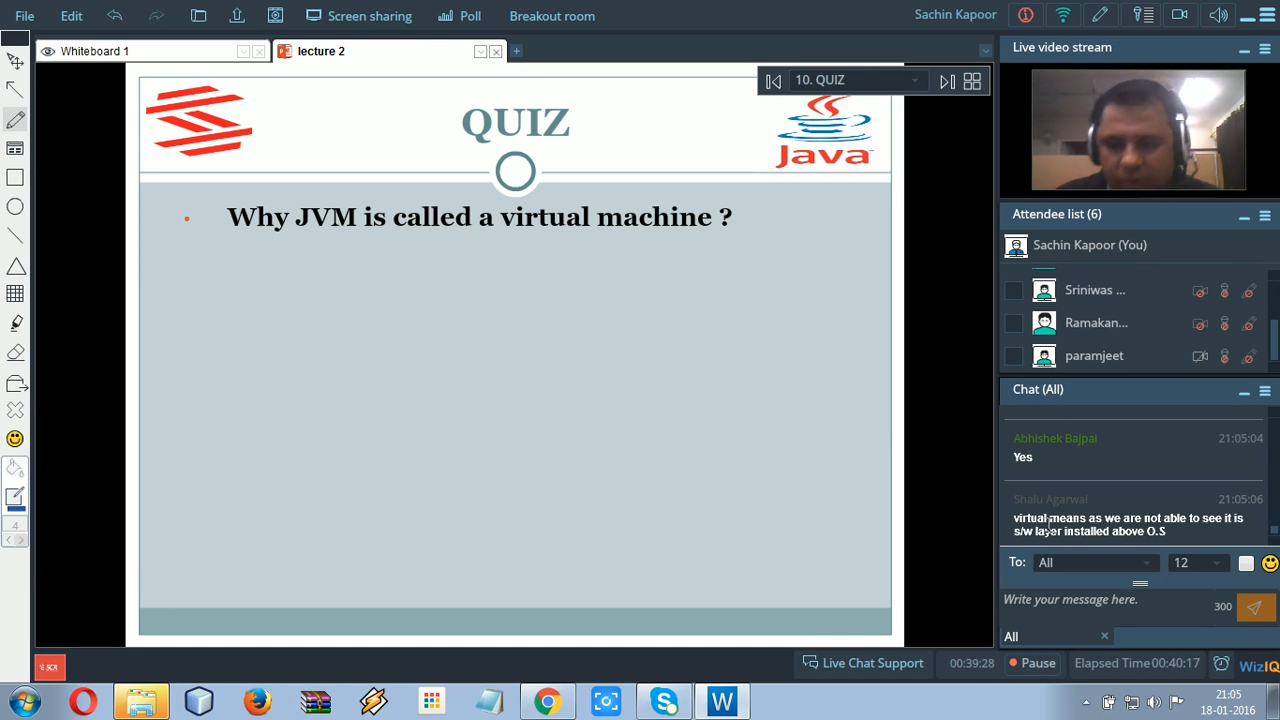 File Edit Screen sharing Poll Breakout room Sachin Kapoor
Whiteboard 1 lecture 2
10. QUIZ
QUIZ
Java
• Why JVM is called a virtual machine ?
Live video stream
Attendee list (6)
Sachin Kapoor (You)
Sriniwas ...
Ramakan...
paramjeet
Chat (All)
Abhishek Bajpai 21:05:04
Yes
Shalu Agarwal 21:05:06
virtual means as we are not able to see it is
s/w layer installed above O.S
To: All 12
Write your message here. 300
All
4
SCA
Live Chat Support 00:39:28 Pause Elapsed Time 00:40:17 WizIQ
21:05
18-01-2016